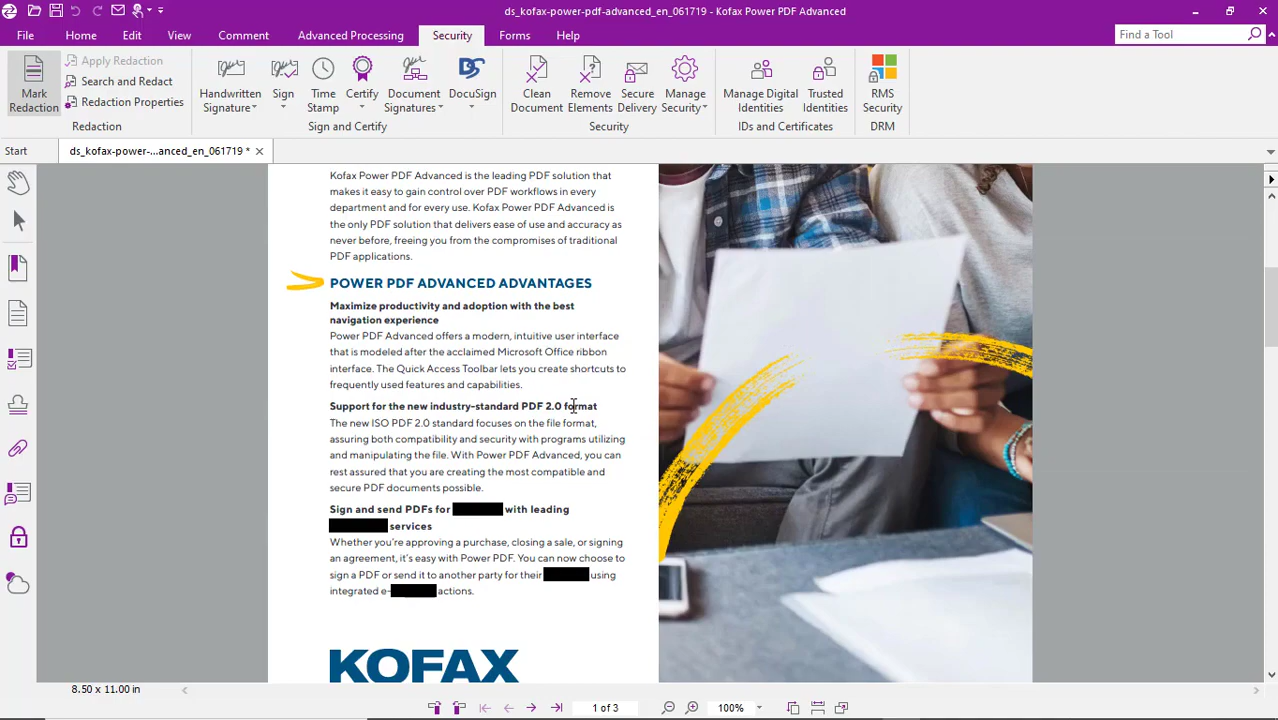 ds_kofax-power-pdf-advanced_en_061719 - Kofax Power PDF Advanced
File Home Edit View Comment Advanced Processing Security Forms Help Find a Tool
Mark Redaction
Apply Redaction
Search and Redact
Redaction Properties
Handwritten Signature
Sign
Time Stamp
Certify
Document Signatures
DocuSign
Clean Document
Remove Elements
Secure Delivery
Manage Security
Manage Digital Identities
Trusted Identities
RMS Security
Redaction Sign and Certify Security IDs and Certificates DRM
Start ds_kofax-power-...anced_en_061719 *
Kofax Power PDF Advanced is the leading PDF solution that
makes it easy to gain control over PDF workflows in every
department and for every use. Kofax Power PDF Advanced is
the only PDF solution that delivers ease of use and accuracy as
never before, freeing you from the compromises of traditional
PDF applications.
POWER PDF ADVANCED ADVANTAGES
Maximize productivity and adoption with the best
navigation experience
Power PDF Advanced offers a modern, intuitive user interface
that is modeled after the acclaimed Microsoft Office ribbon
interface. The Quick Access Toolbar lets you create shortcuts to
frequently used features and capabilities.
Support for the new industry-standard PDF 2.0 format
The new ISO PDF 2.0 standard focuses on the file format,
assuring both compatibility and security with programs utilizing
and manipulating the file. With Power PDF Advanced, you can
rest assured that you are creating the most compatible and
secure PDF documents possible.
Sign and send PDFs for with leading
services
Whether you're approving a purchase, closing a sale, or signing
an agreement, it's easy with Power PDF. You can now choose to
sign a PDF or send it to another party for their using
integrated e- actions.
KOFAX
8.50 x 11.00 in
1 of 3 100%